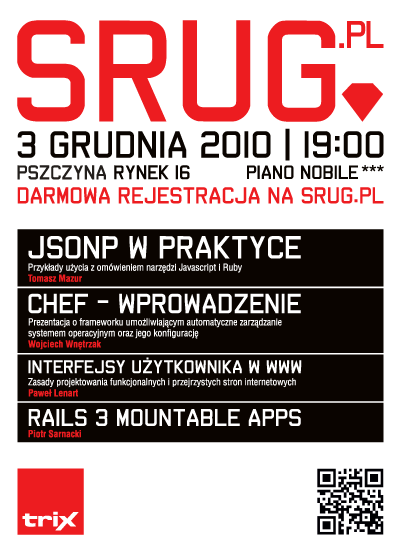 SRUG.PL
3 GRUDNIA 2010 | 19:00
PSZCZYNA RYNEK 16 PIANO NOBILE ***
DARMOWA REJESTRACJA NA SRUG.PL
JSONP W PRAKTYCE
Przykłady użycia z omówieniem narzędzi Javascript i Ruby
Tomasz Mazur
CHEF - WPROWADZENIE
Prezentacja o frameworku umożliwiającym automatyczne zarządzanie
systemem operacyjnym oraz jego konfigurację
Wojciech Wnętrzak
INTERFEJSY UŻYTKOWNIKA W WWW
Zasady projektowania funkcjonalnych i przejrzystych stron internetowych
Paweł Lenart
RAILS 3 MOUNTABLE APPS
Piotr Sarnacki
trix